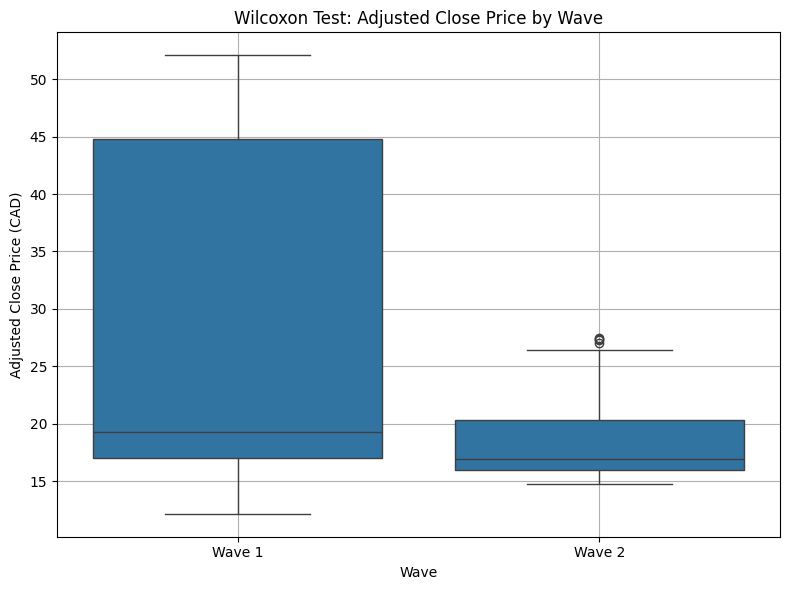 Wilcoxon Test: Adjusted Close Price by Wave
Adjusted Close Price (CAD)
50
45
40
35
30
25
20
15
Wave 1
Wave 2
Wave